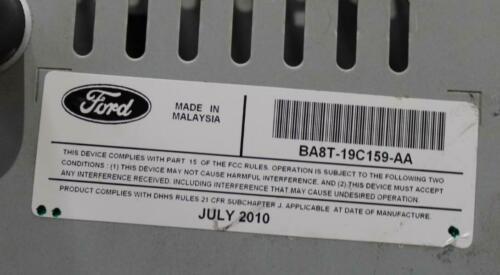 Ford
MADE IN
MALAYSIA
BA8T-19C159-AA
THIS DEVICE COMPLIES WITH PART 15 OF THE FCC RULES. OPERATION IS SUBJECT TO THE FOLLOWING TWO
CONDITIONS : (1) THIS DEVICE MAY NOT CAUSE HARMFUL INTERFERENCE, AND (2) THIS DEVICE MUST ACCEPT
ANY INTERFERENCE RECEIVED, INCLUDING INTERFERENCE THAT MAY CAUSE UNDESIRED OPERATION.
PRODUCT COMPLIES WITH DHHS RULES 21 CFR SUBCHAPTER J. APPLICABLE AT DATE OF MANUFACTURE.
JULY 2010